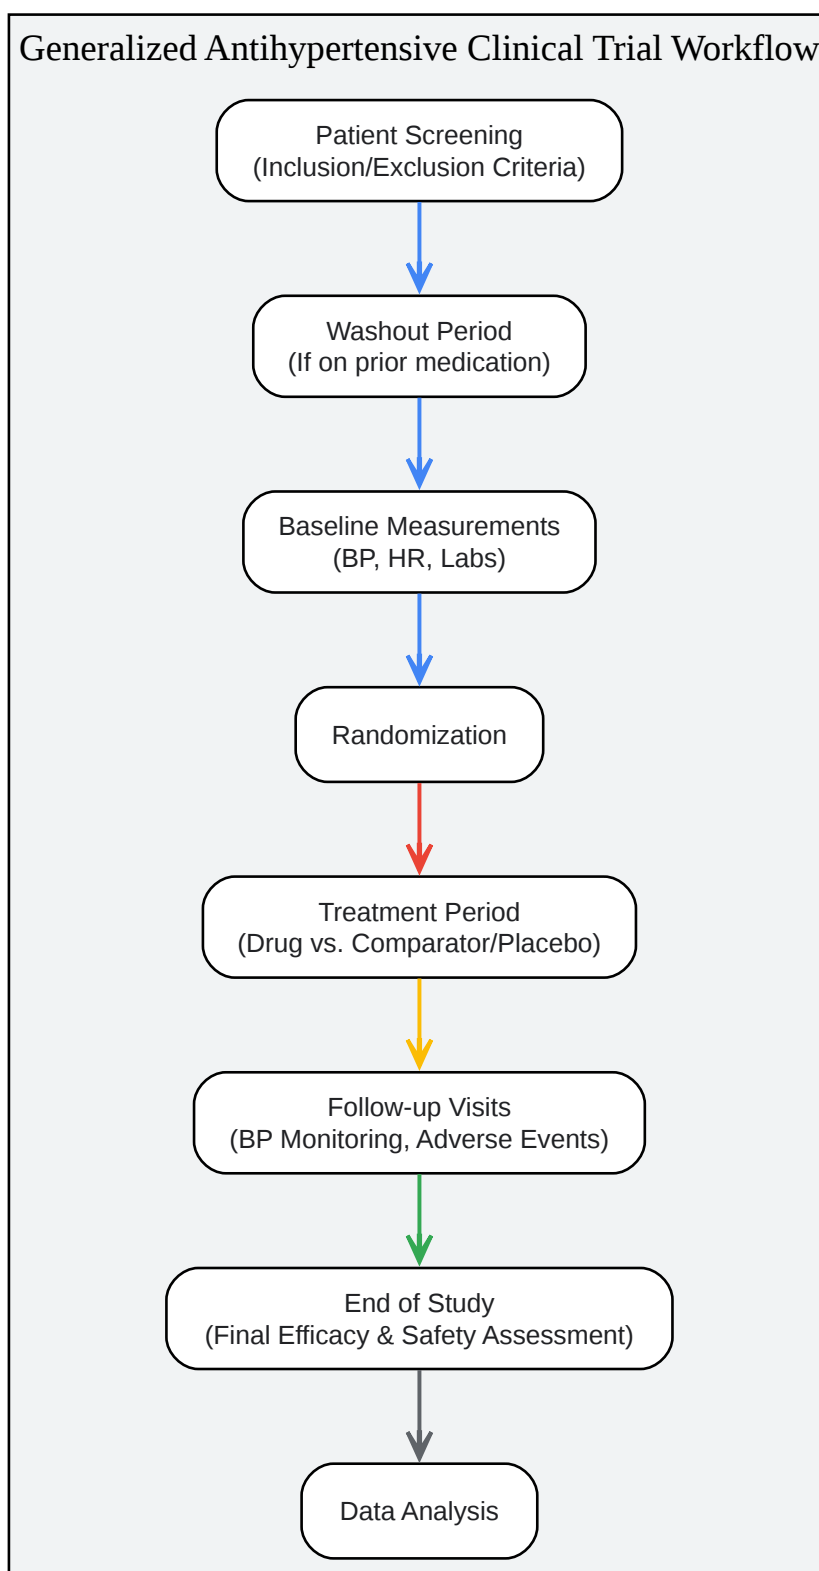 Generalized Antihypertensive Clinical Trial Workflow
Patient Screening
(Inclusion/Exclusion Criteria)
Washout Period
(If on prior medication)
Baseline Measurements
(BP, HR, Labs)
Randomization
Treatment Period
(Drug vs. Comparator/Placebo)
Follow-up Visits
(BP Monitoring, Adverse Events)
End of Study
(Final Efficacy & Safety Assessment)
Data Analysis